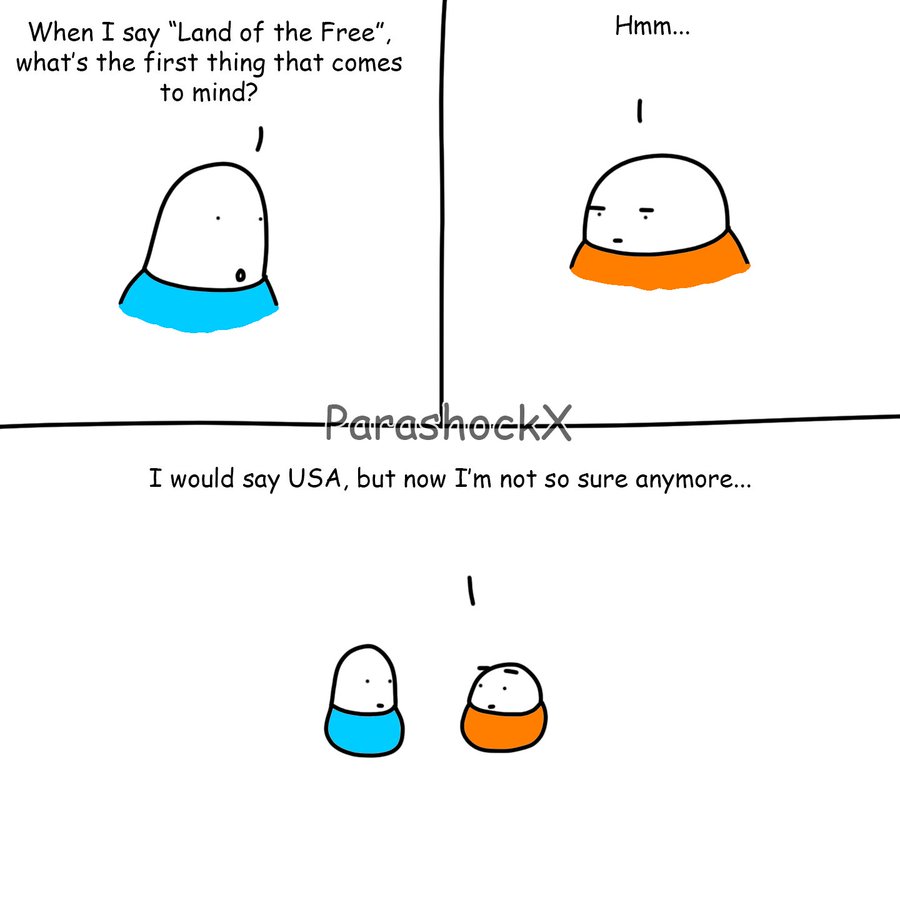 When I say “Land of the Free”,
what’s the first thing that comes
to mind?
Hmm...
ParashockX
I would say USA, but now I’m not so sure anymore...